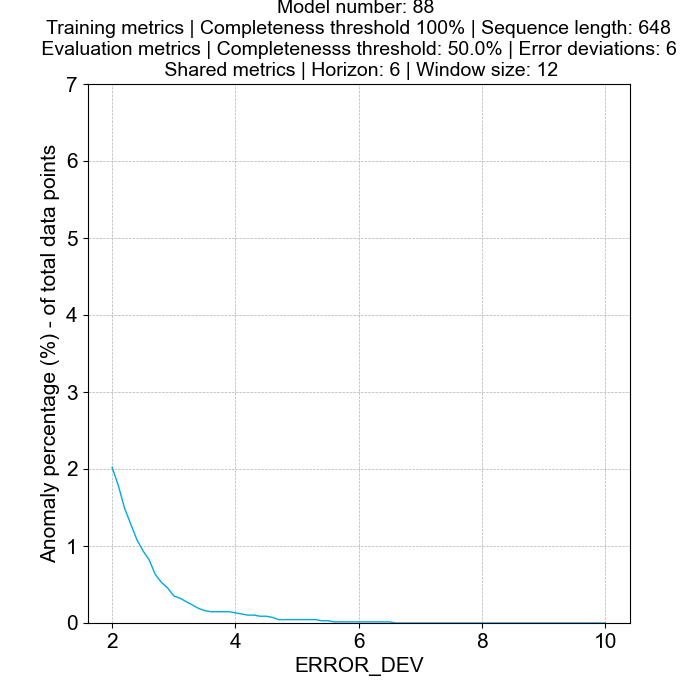 Model number: 88
Training metrics | Completeness threshold 100% | Sequence length: 648
Evaluation metrics | Completenesss threshold: 50.0% | Error deviations: 6
Shared metrics | Horizon: 6 | Window size: 12
7
6
5
4
3
2
1
0
Anomaly percentage (%) - of total data points
2 4 6 8 10
ERROR_DEV